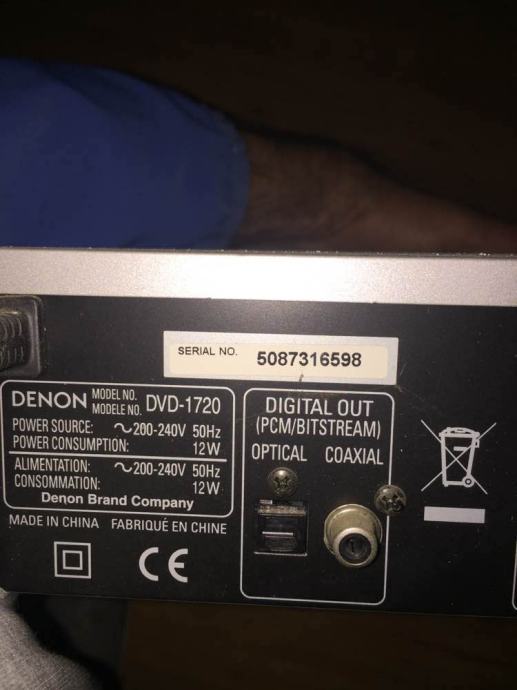 SERIAL NO. 5087316598
DENON MODEL NO. DVD-1720
MODELE NO.
POWER SOURCE: ~200-240V 50Hz
POWER CONSUMPTION: 12W
ALIMENTATION: ~200-240V 50Hz
CONSOMMATION: 12W
Denon Brand Company
MADE IN CHINA FABRIQUÉ EN CHINE
CE
DIGITAL OUT
(PCM/BITSTREAM)
OPTICAL COAXIAL